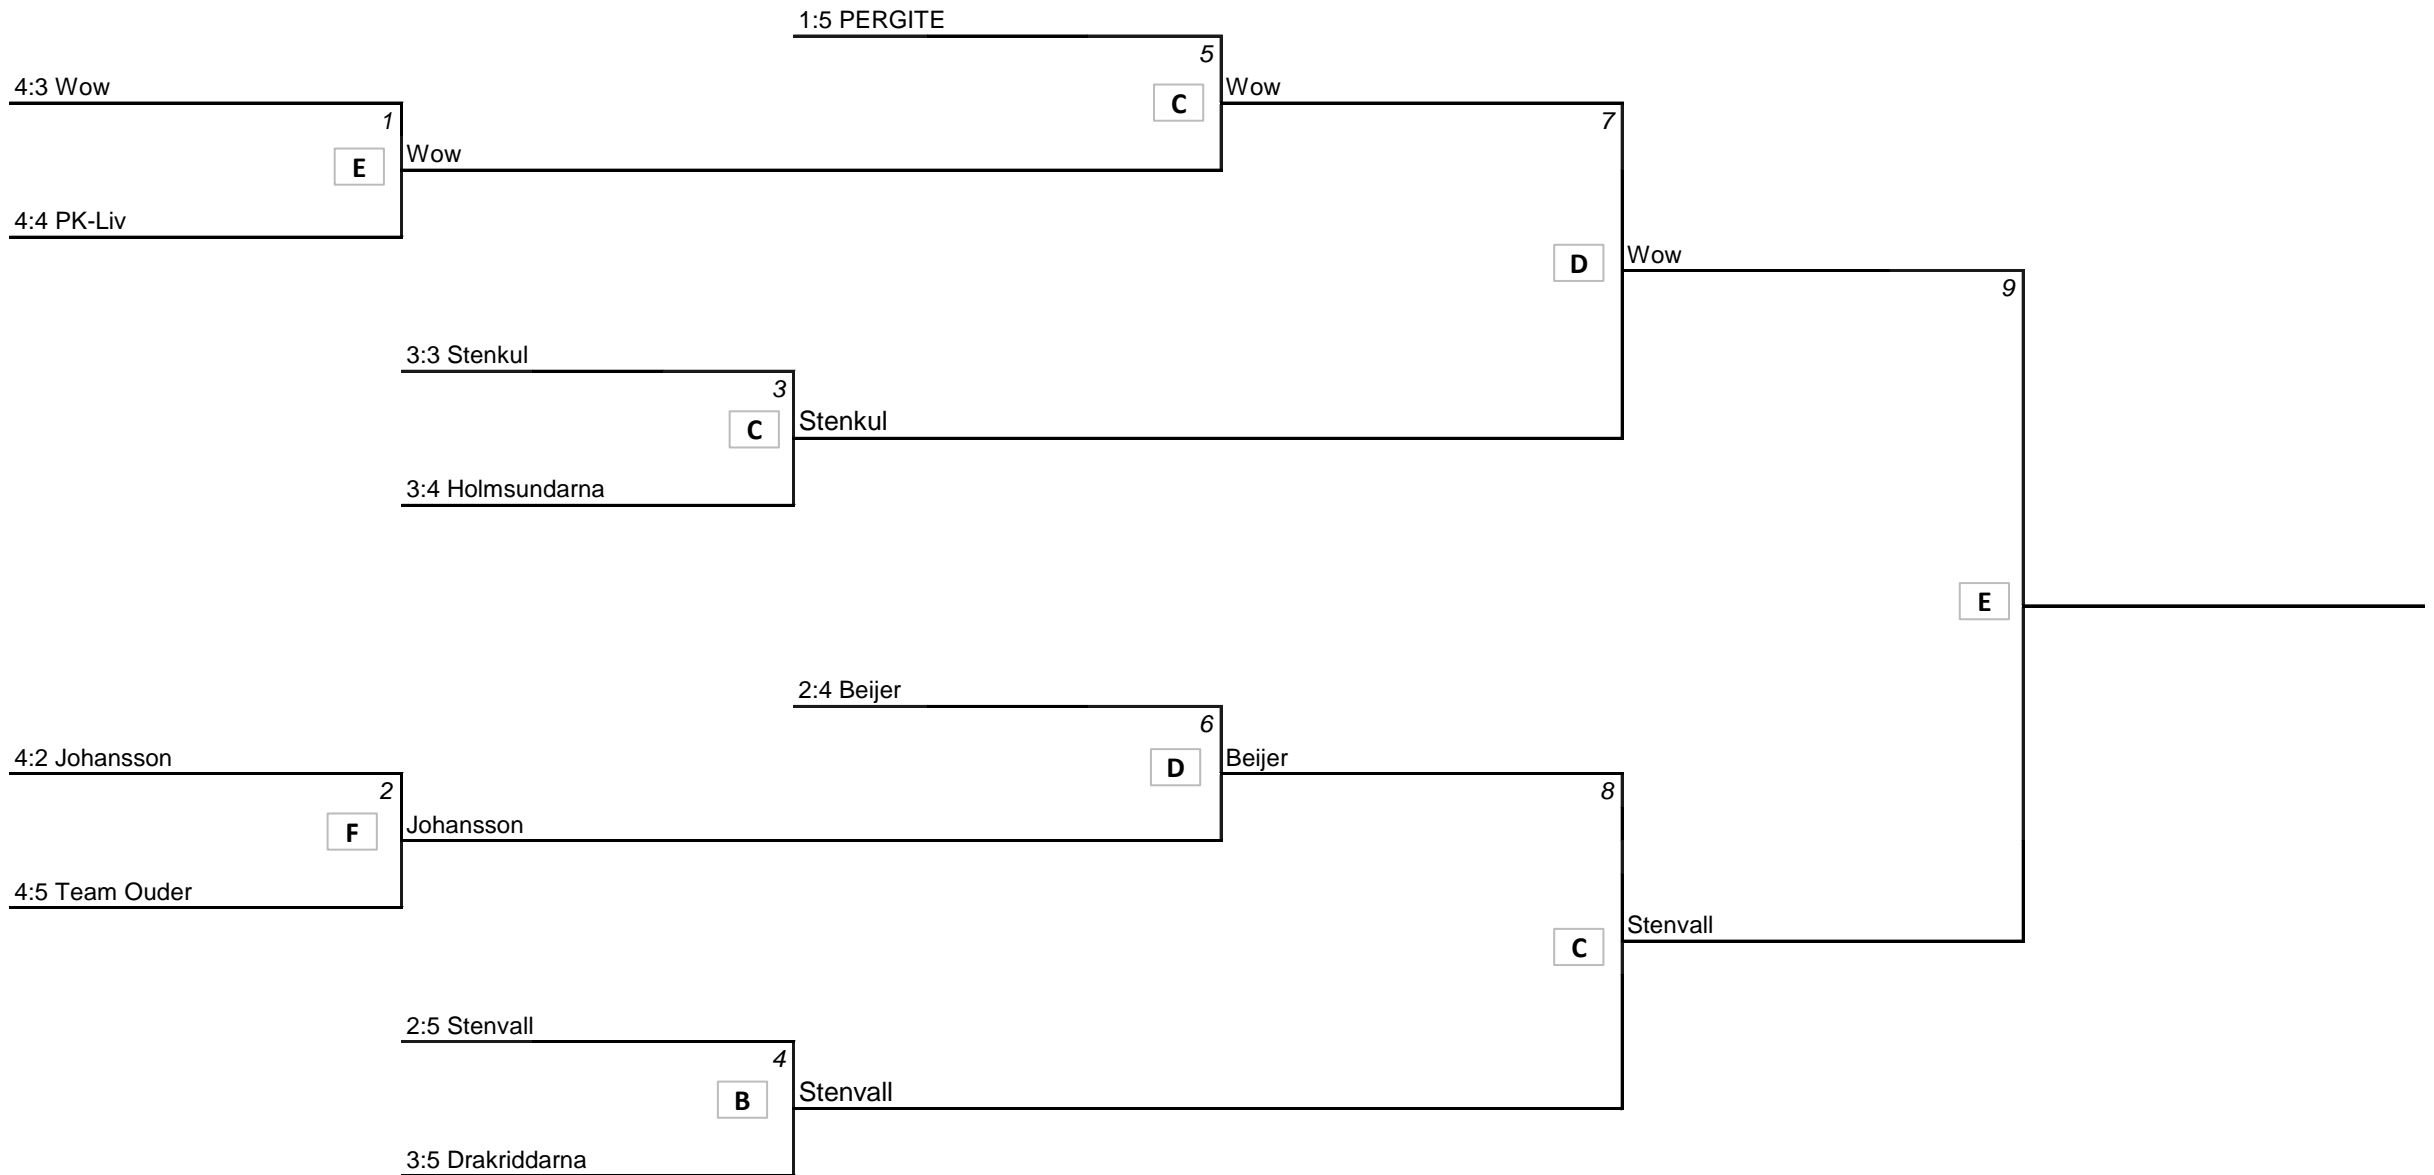 1:5 PERGITE
5
4:3 Wow
Wow
C
1
7
E
Wow
4:4 PK-Liv
D
Wow
9
3:3 Stenkul
3
C
Stenkul
3:4 Holmsundarna
E
2:4 Beijer
6
4:2 Johansson
D
Beijer
2
8
F
Johansson
4:5 Team Ouder
C
Stenvall
2:5 Stenvall
4
B
Stenvall
3:5 Drakriddarna